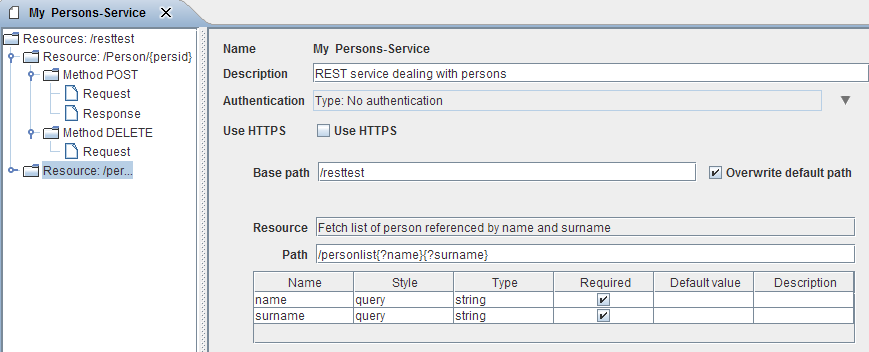 My Persons-Service
Resources: /resttest
Resource: /Person/{persid}
Method POST
Request
Response
Method DELETE
Request
Resource: /per...
Name My Persons-Service
Description REST service dealing with persons
Authentication Type: No authentication
Use HTTPS Use HTTPS
Base path /resttest Overwrite default path
Resource Fetch list of person referenced by name and surname
Path /personlist{?name}{?surname}
Name Style Type Required Default value Description
name query string
surname query string